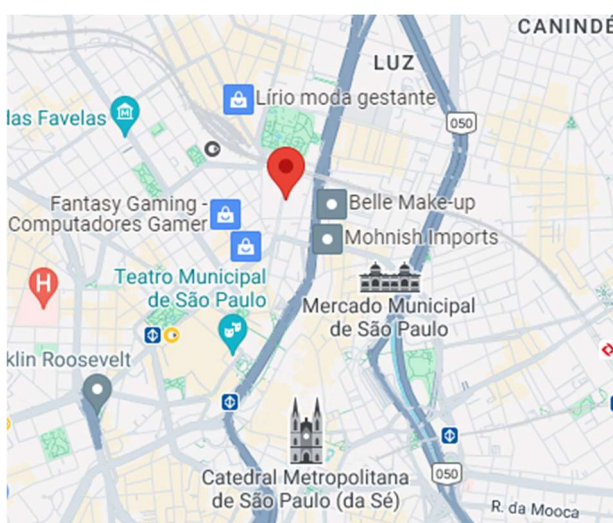 CANINDÉ
LUZ
Lírio moda gestante
050
das Favelas
M
Fantasy Gaming -
Computadores Gamer
Belle Make-up
Mohnish Imports
Teatro Municipal
de São Paulo
H
Mercado Municipal
de São Paulo
klin Roosevelt
Catedral Metropolitana
de São Paulo (da Sé)
050
R. da Mooca